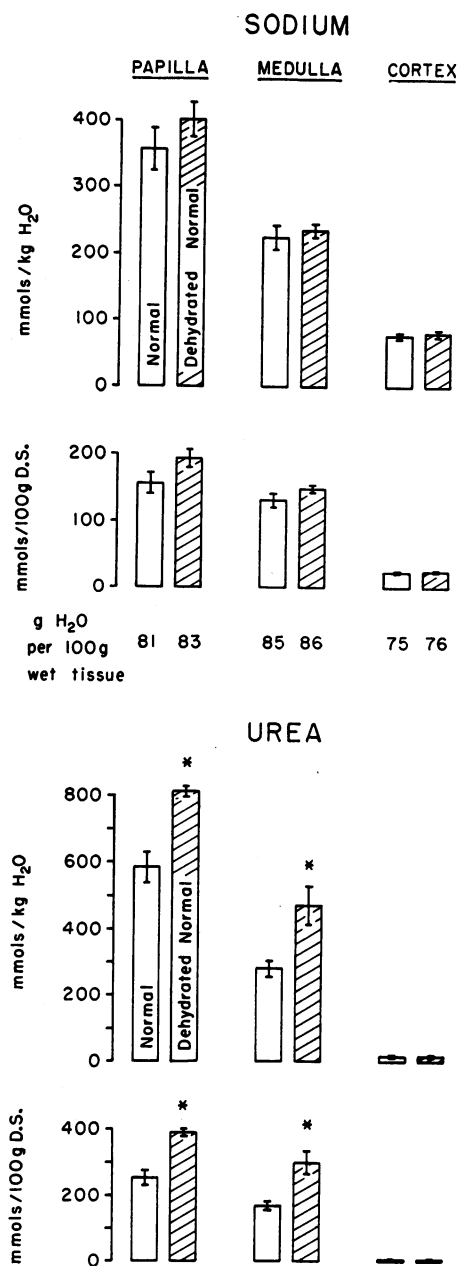 SODIUM
PAPILLA MEDULLA CORTEX
mmols/kg H₂O
400
300
200
100
0
Normal
Dehydrated Normal
mmols/100g D.S.
200
100
0
g H₂O
per 100g 81 83 85 86 75 76
wet tissue
UREA
mmols/kg H₂O
800
600
400
200
0
* *
Normal
Dehydrated Normal
mmols/100g D.S.
400
200
0
* *